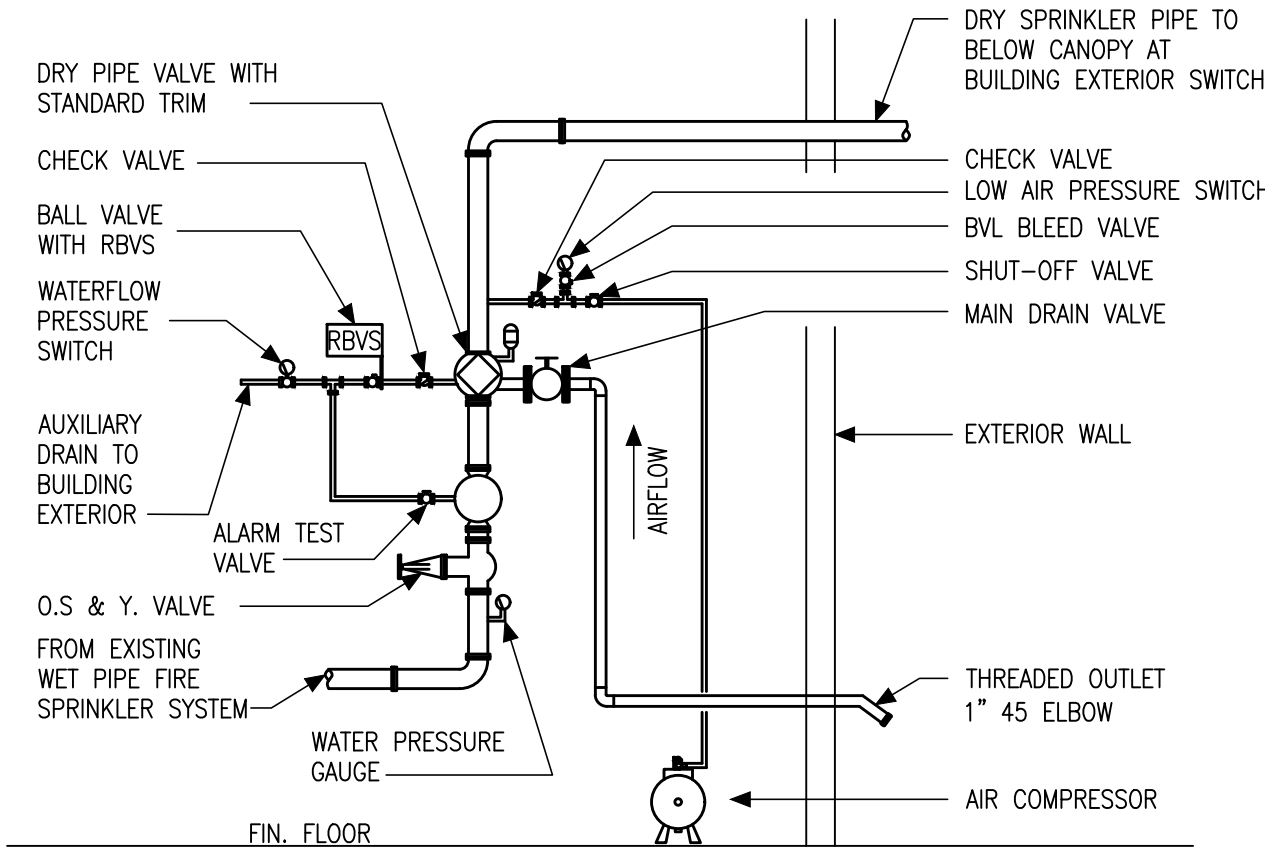 DRY PIPE VALVE WITH
STANDARD TRIM
CHECK VALVE
BALL VALVE
WITH RBVS
WATERFLOW
PRESSURE
SWITCH
RBVS
AUXILIARY
DRAIN TO
BUILDING
EXTERIOR
ALARM TEST
VALVE
O.S & Y. VALVE
FROM EXISTING
WET PIPE FIRE
SPRINKLER SYSTEM
WATER PRESSURE
GAUGE
FIN. FLOOR
AIRFLOW
DRY SPRINKLER PIPE TO
BELOW CANOPY AT
BUILDING EXTERIOR SWITCH
CHECK VALVE
LOW AIR PRESSURE SWITCH
BVL BLEED VALVE
SHUT-OFF VALVE
MAIN DRAIN VALVE
EXTERIOR WALL
THREADED OUTLET
1" 45 ELBOW
AIR COMPRESSOR